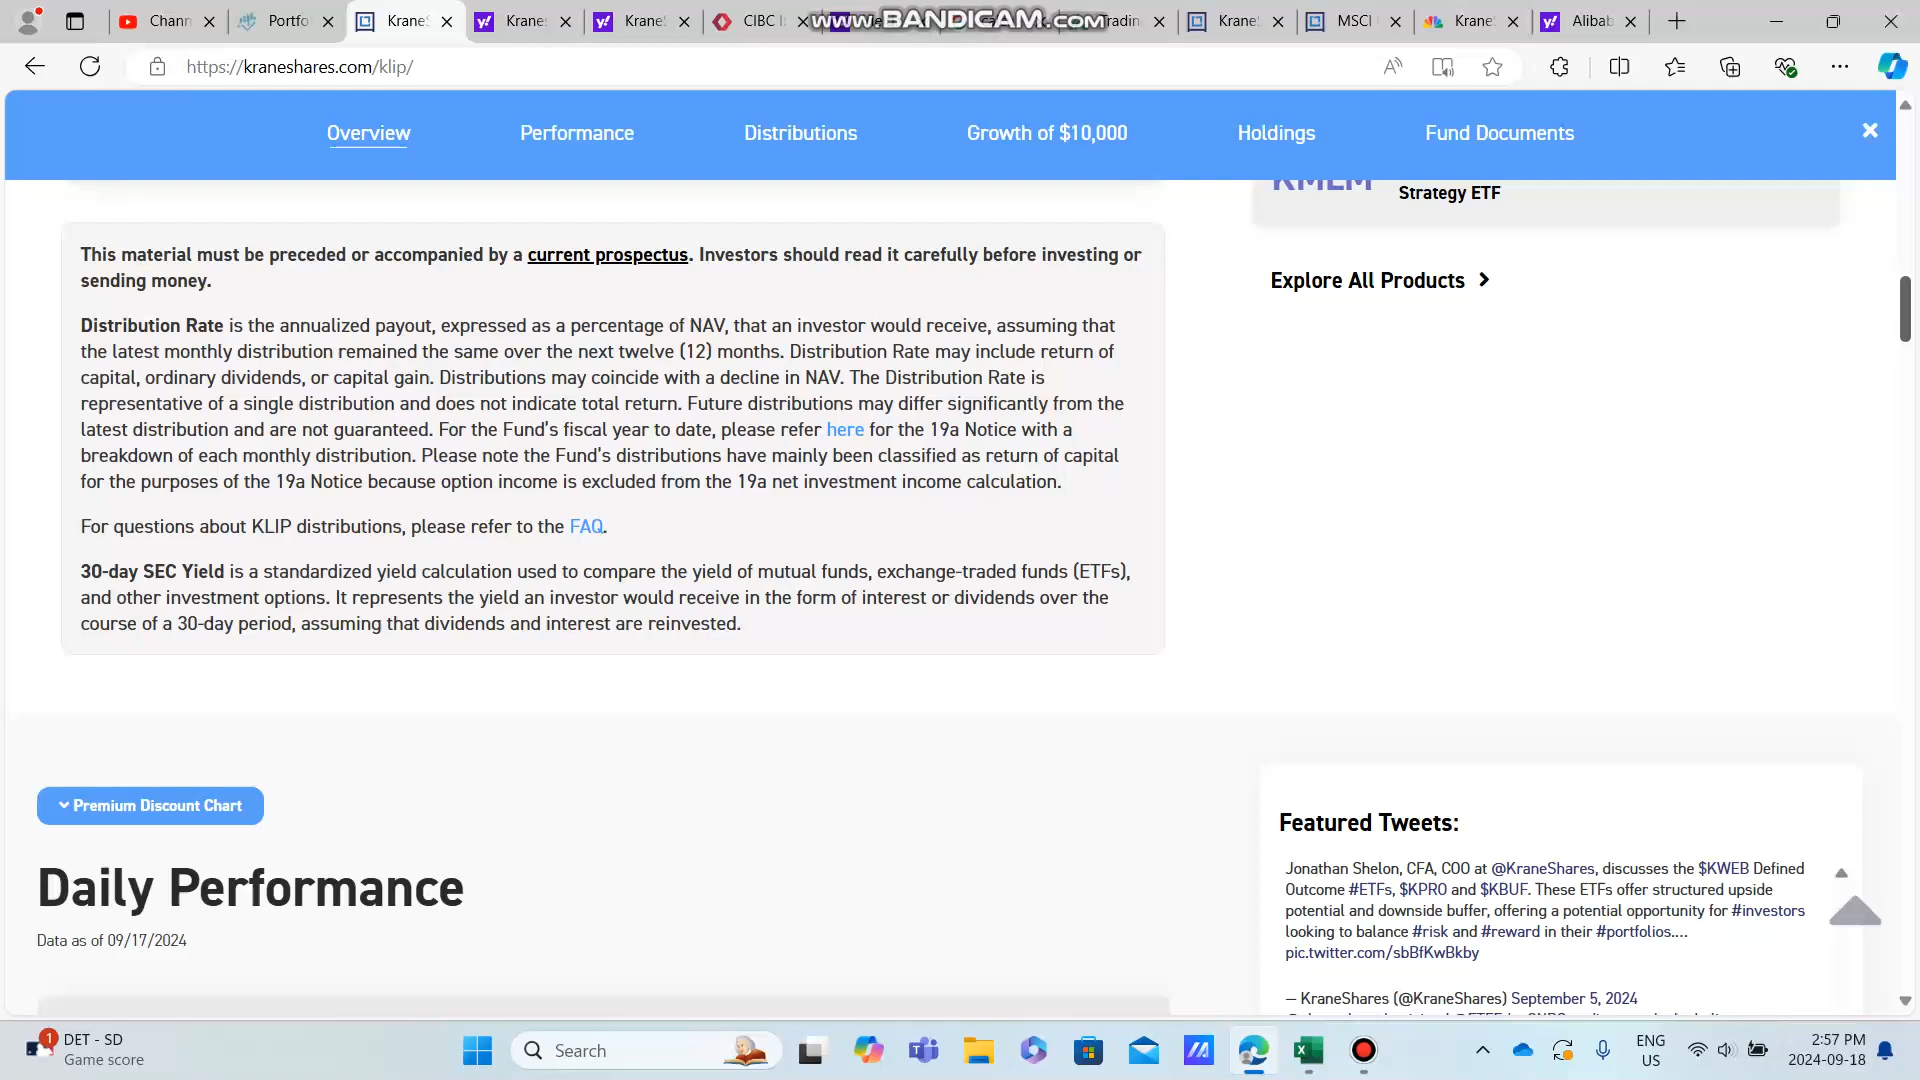 Chann
Portfo
Kranes
Krane
Krane
CIBC I
www.BANDICAM.com
Tradin
Krane
MSCI
Krane
Alibab
https://kraneshares.com/klip/
Overview
Performance
Distributions
Growth of $10,000
Holdings
Fund Documents
Strategy ETF
This material must be preceded or accompanied by a current prospectus. Investors should read it carefully before investing or
sending money.
Distribution Rate is the annualized payout, expressed as a percentage of NAV, that an investor would receive, assuming that
the latest monthly distribution remained the same over the next twelve (12) months. Distribution Rate may include return of
capital, ordinary dividends, or capital gain. Distributions may coincide with a decline in NAV. The Distribution Rate is
representative of a single distribution and does not indicate total return. Future distributions may differ significantly from the
latest distribution and are not guaranteed. For the Fund's fiscal year to date, please refer here for the 19a Notice with a
breakdown of each monthly distribution. Please note the Fund's distributions have mainly been classified as return of capital
for the purposes of the 19a Notice because option income is excluded from the 19a net investment income calculation.
For questions about KLIP distributions, please refer to the FAQ.
30-day SEC Yield is a standardized yield calculation used to compare the yield of mutual funds, exchange-traded funds (ETFs),
and other investment options. It represents the yield an investor would receive in the form of interest or dividends over the
course of a 30-day period, assuming that dividends and interest are reinvested.
Explore All Products
Premium Discount Chart
Daily Performance
Data as of 09/17/2024
Featured Tweets:
Jonathan Shelon, CFA, COO at @KraneShares, discusses the $KWEB Defined
Outcome #ETFs, $KPRO and $KBUF. These ETFs offer structured upside
potential and downside buffer, offering a potential opportunity for #investors
looking to balance #risk and #reward in their #portfolios....
pic.twitter.com/sbBfKwBkby
— KraneShares (@KraneShares) September 5, 2024
1
DET - SD
Game score
Search
ENG
US
2:57 PM
2024-09-18